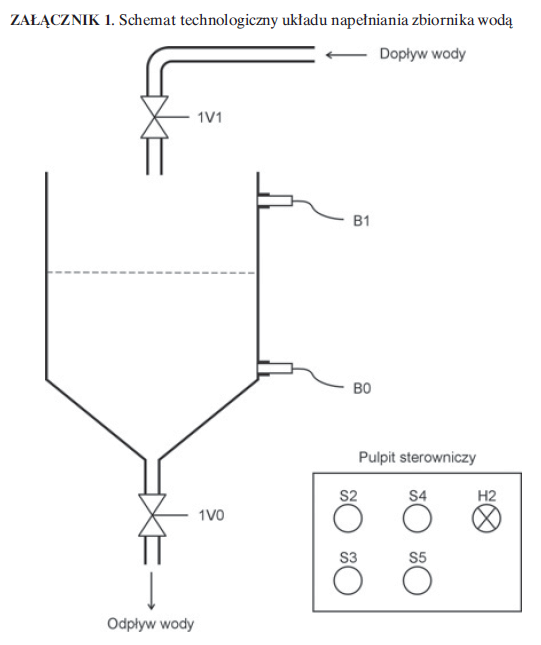 ZAŁĄCZNIK 1. Schemat technologiczny układu napełniania zbiornika wodą
Dopływ wody
1V1
B1
B0
Pulpit sterowniczy
S2 S4 H2
1V0
S3 S5
Odpływ wody